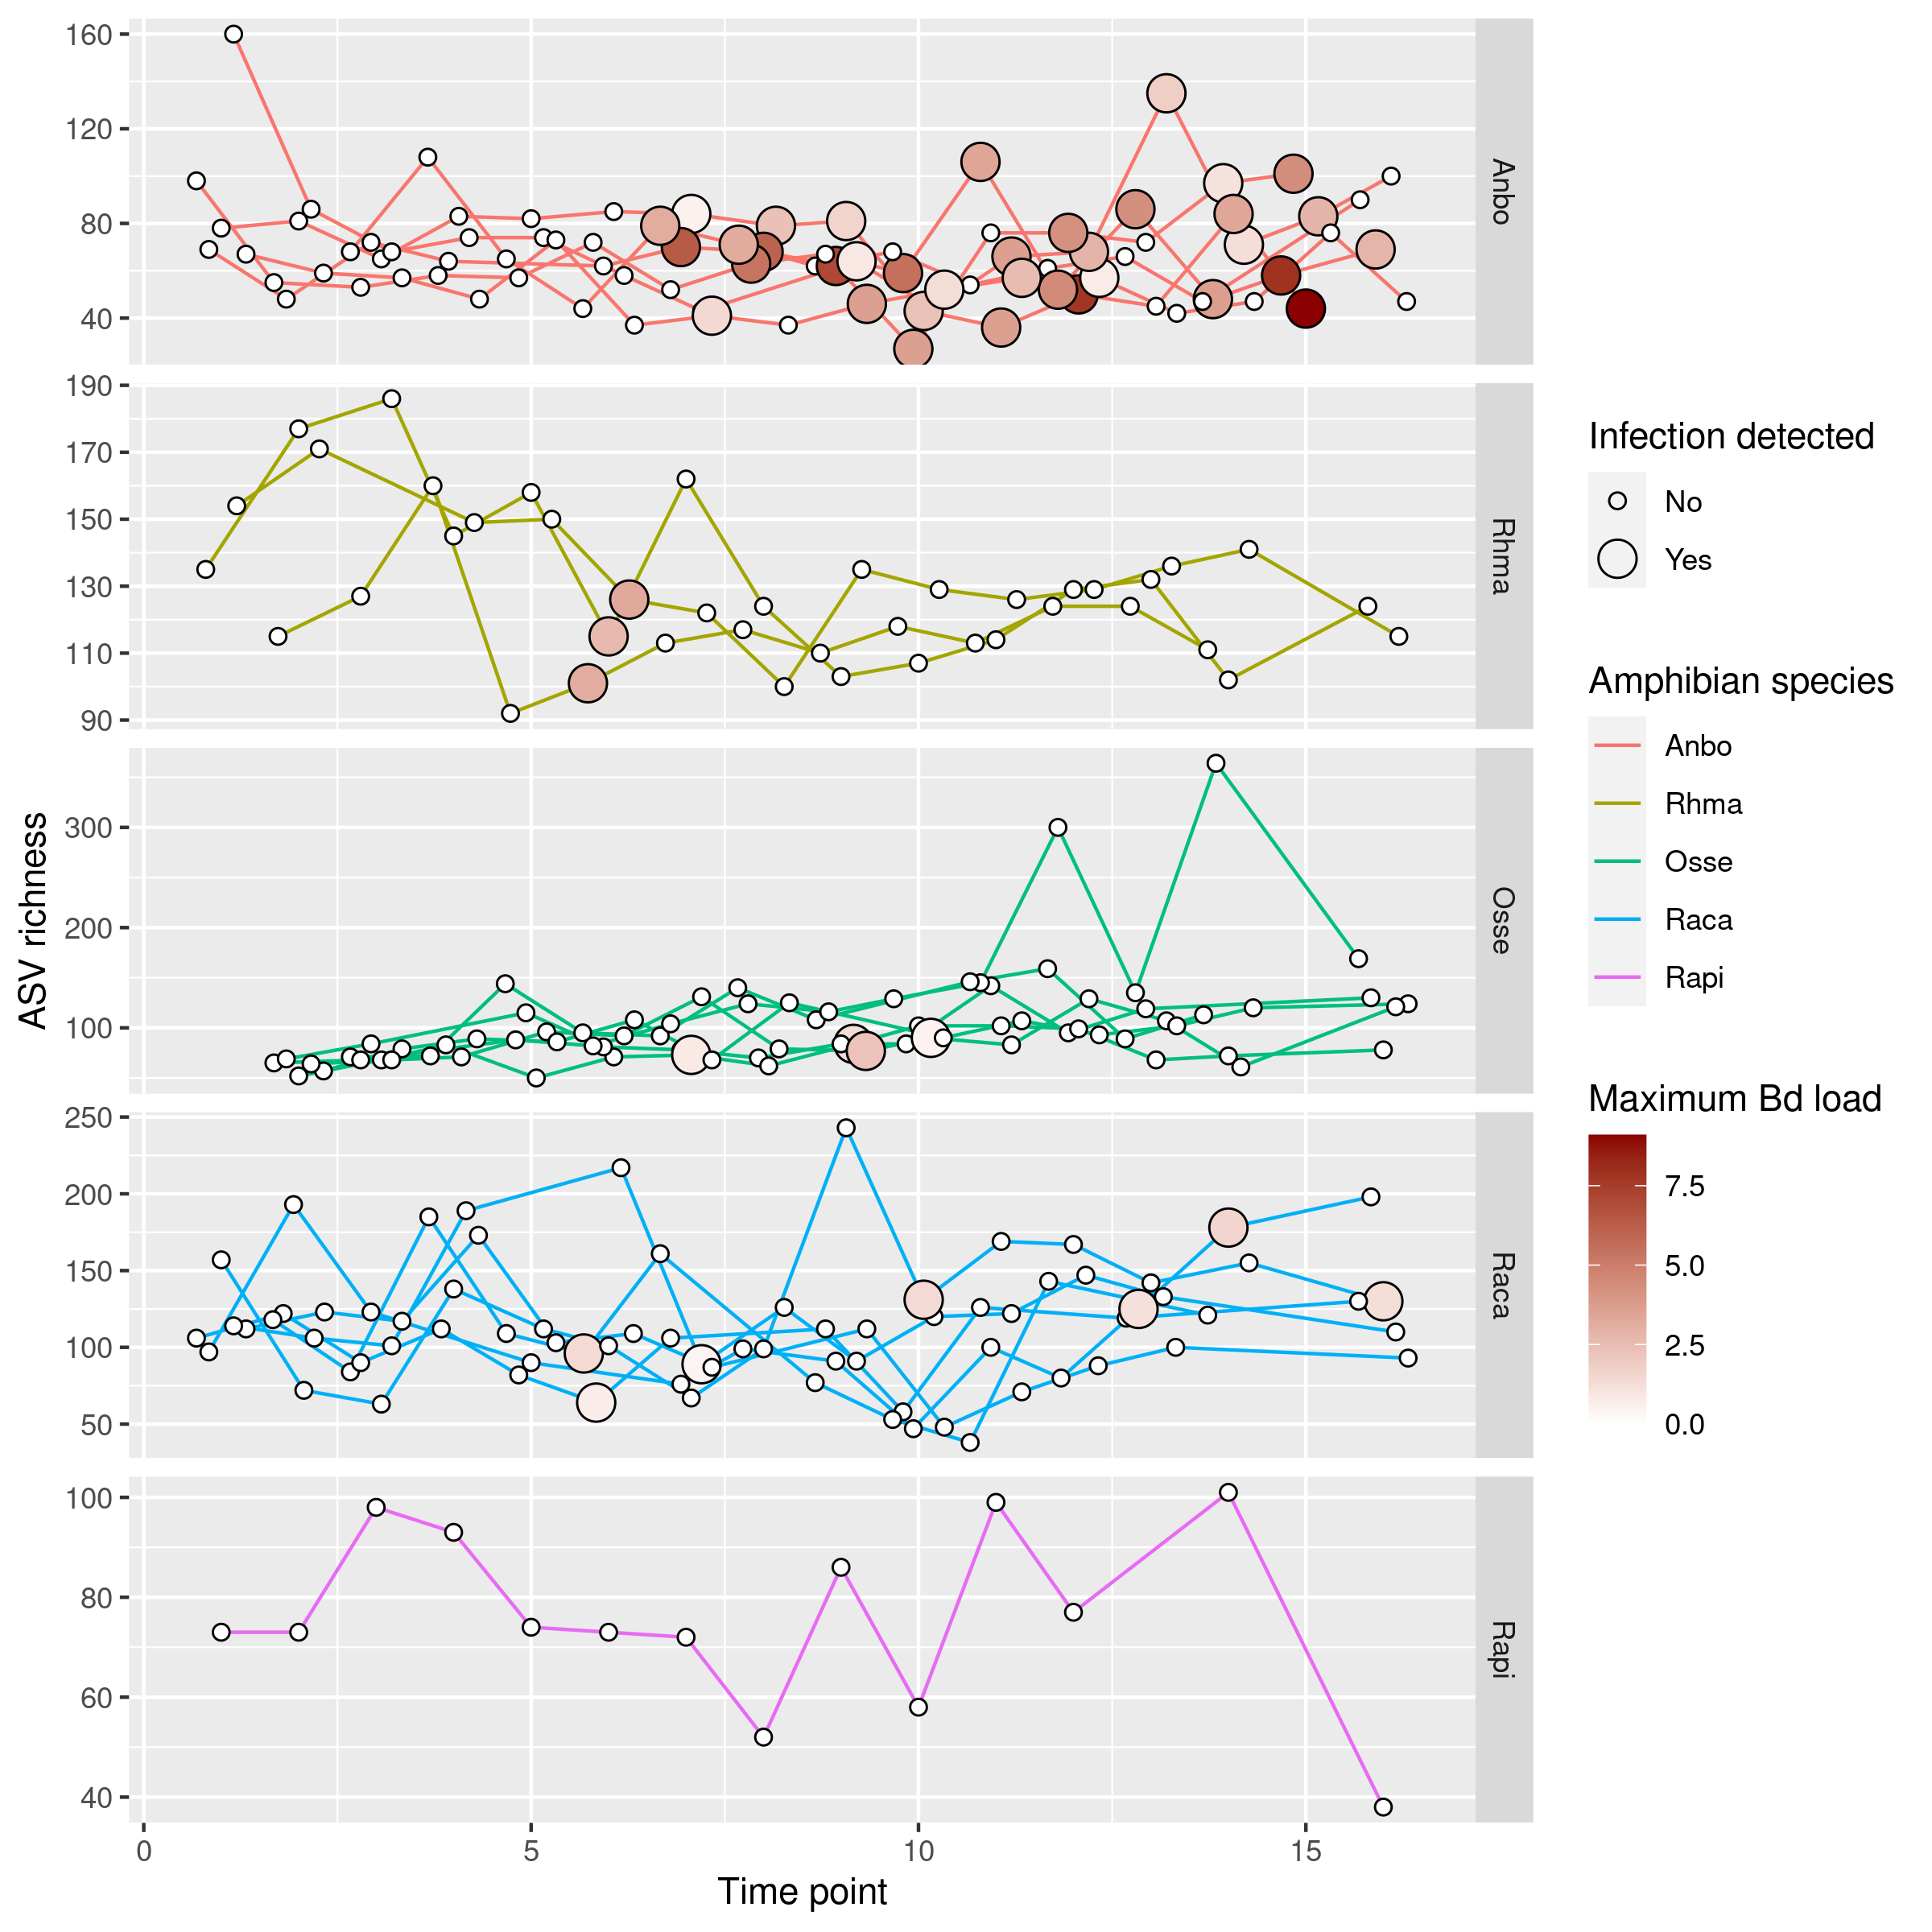 160
120
80
40
Anbo
190
170
150
130
110
90
Rhma
300
200
100
Osse
250
200
150
100
50
Raca
100
80
60
40
Rapi
0 5 10 15
Time point
ASV richness
Infection detected
No
Yes
Amphibian species
Anbo
Rhma
Osse
Raca
Rapi
Maximum Bd load
7.5
5.0
2.5
0.0